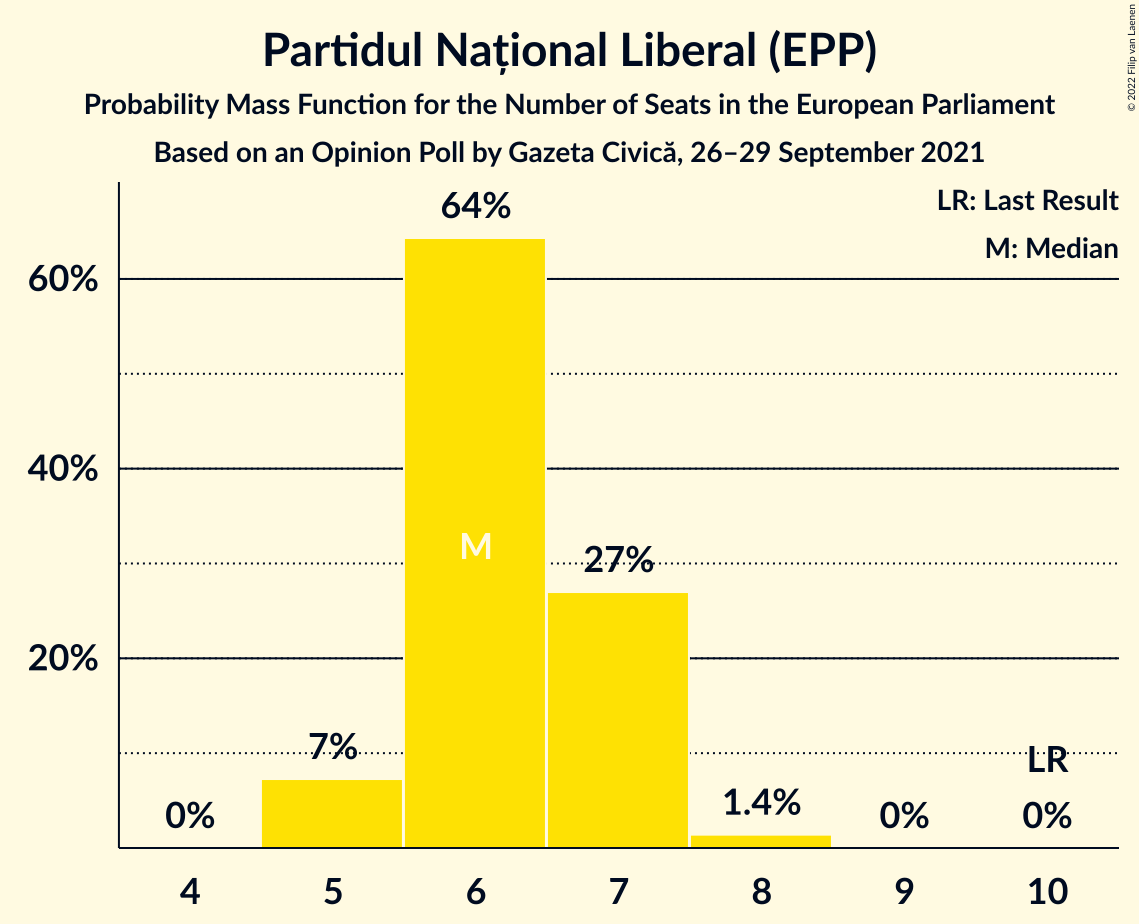 Partidul Național Liberal (EPP)
Probability Mass Function for the Number of Seats in the European Parliament
Based on an Opinion Poll by Gazeta Civică, 26–29 September 2021
© 2022 Filip van Laenen
LR: Last Result
M: Median
64%
60%
40%
M
27%
20%
7%
LR
0%
1.4%
0%
0%
4
5
6
7
8
9
10